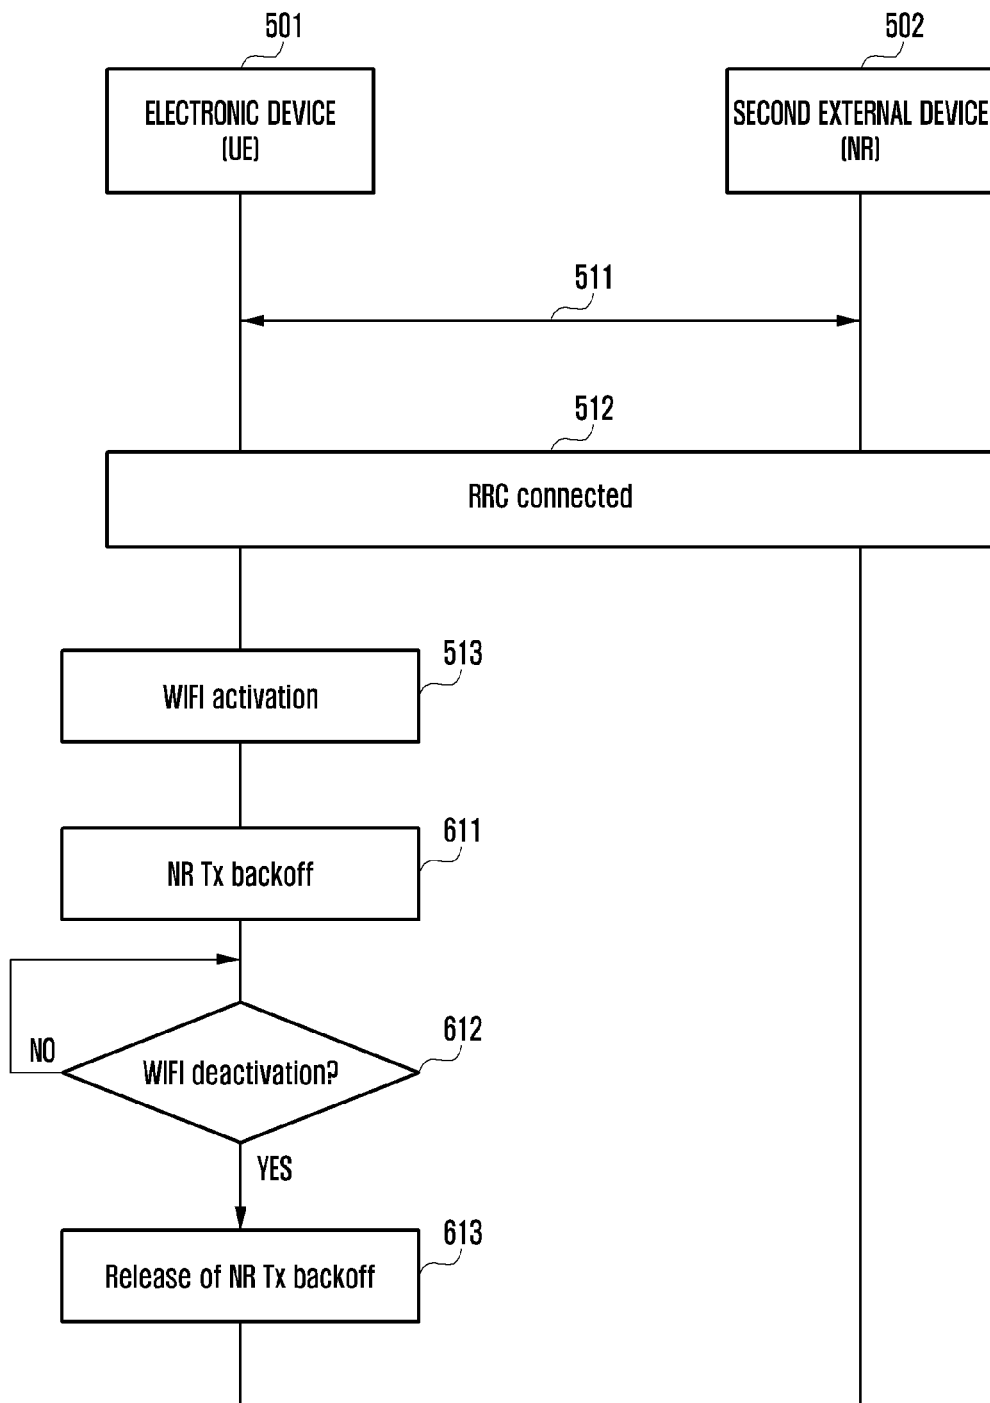 501
502
ELECTRONIC DEVICE
(UE)
SECOND EXTERNAL DEVICE
(NR)
511
512
RRC connected
513
WIFI activation
611
NR Tx backoff
612
NO
WIFI deactivation?
YES
613
Release of NR Tx backoff